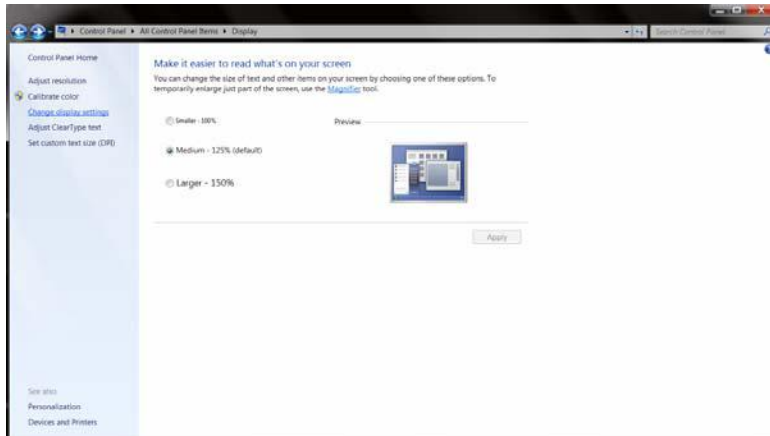 Control Panel ▸ All Control Panel Items ▸ Display
Search Control Panel
Control Panel Home
Adjust resolution
Calibrate color
Change display settings
Adjust ClearType text
Set custom text size (DPI)
See also
Personalization
Devices and Printers
Make it easier to read what's on your screen
You can change the size of text and other items on your screen by choosing one of these options. To
temporarily enlarge just part of the screen, use the Magnifier tool.
Smaller - 100%
Preview
Medium - 125% (default)
Larger - 150%
Apply